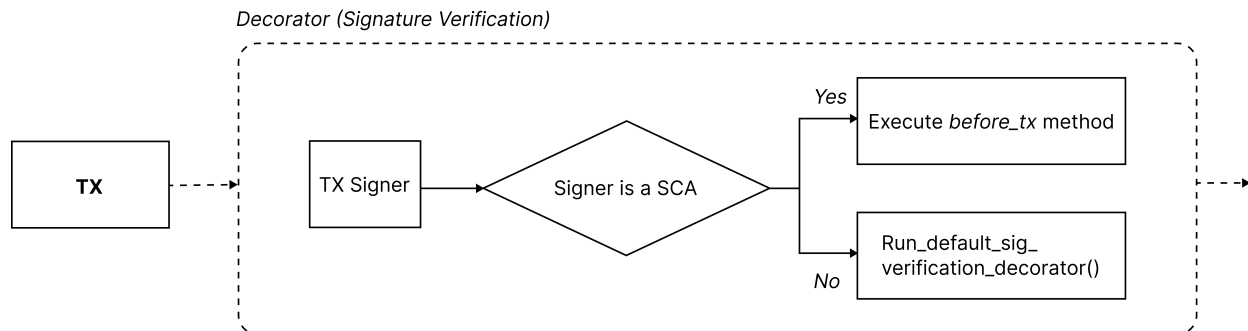 Decorator (Signature Verification)
TX
TX Signer
Signer is a SCA
Yes
Execute before_tx method
No
Run_default_sig_
verification_decorator()